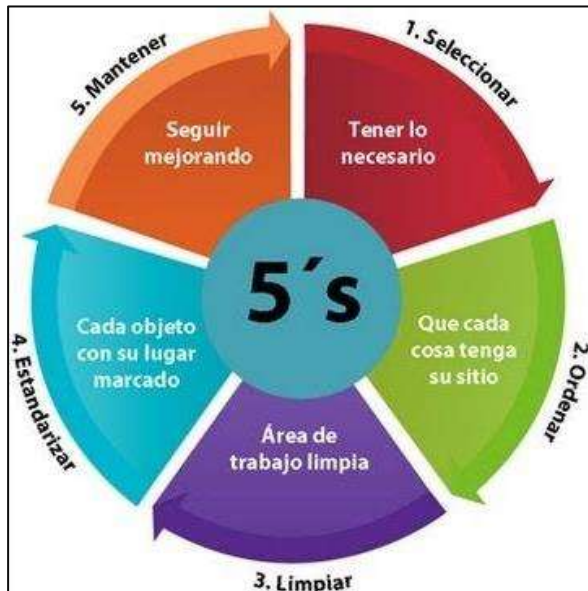 1. Seleccionar
Tener lo
necesario
2. Ordenar
Que cada
cosa tenga
su sitio
3. Limpiar
Área de
trabajo limpia
4. Estandarizar
Cada objeto
con su lugar
marcado
5. Mantener
Seguir
mejorando
5´s